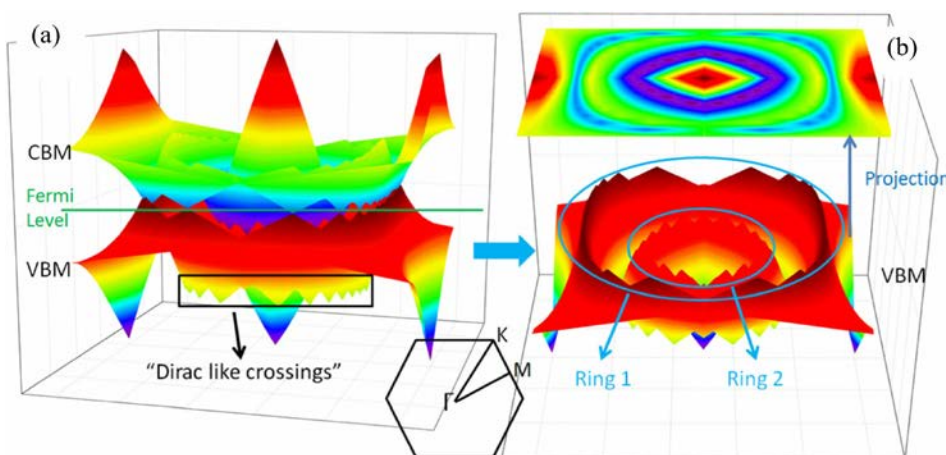 (a)
CBM
Fermi
Level
VBM
"Dirac like crossings"
K
M
Γ
(b)
Projection
VBM
Ring 1
Ring 2